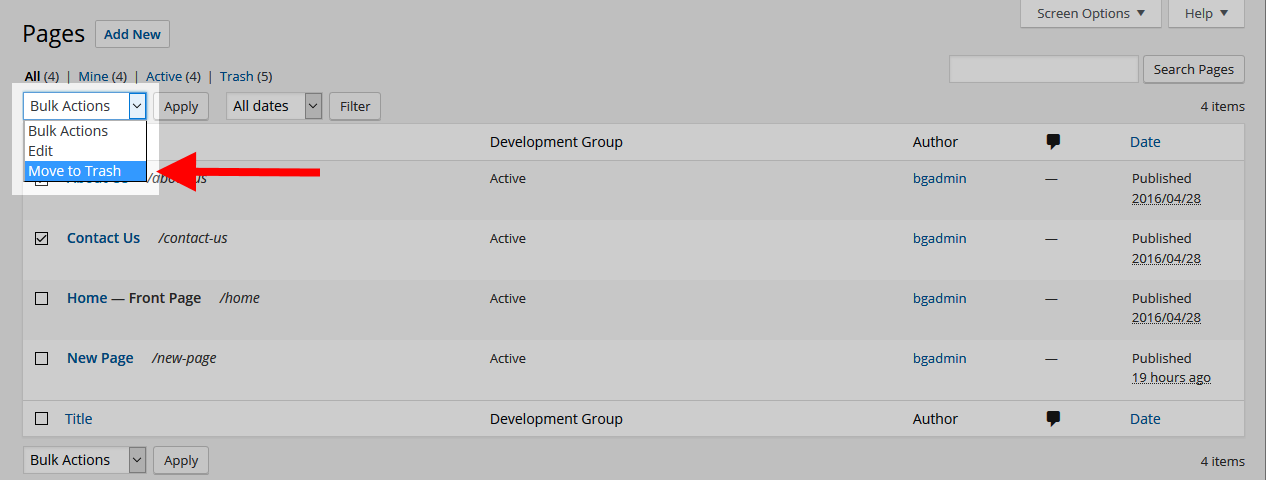 Screen Options Help
Pages Add New
All (4) | Mine (4) | Active (4) | Trash (5)
Search Pages
Bulk Actions Apply All dates Filter 4 items
Bulk Actions
Edit
Move to Trash
Development Group Author Date
/about-us Active bgadmin — Published
2016/04/28
Contact Us /contact-us Active bgadmin — Published
2016/04/28
Home — Front Page /home Active bgadmin — Published
2016/04/28
New Page /new-page Active bgadmin — Published
19 hours ago
Title Development Group Author Date
Bulk Actions Apply 4 items